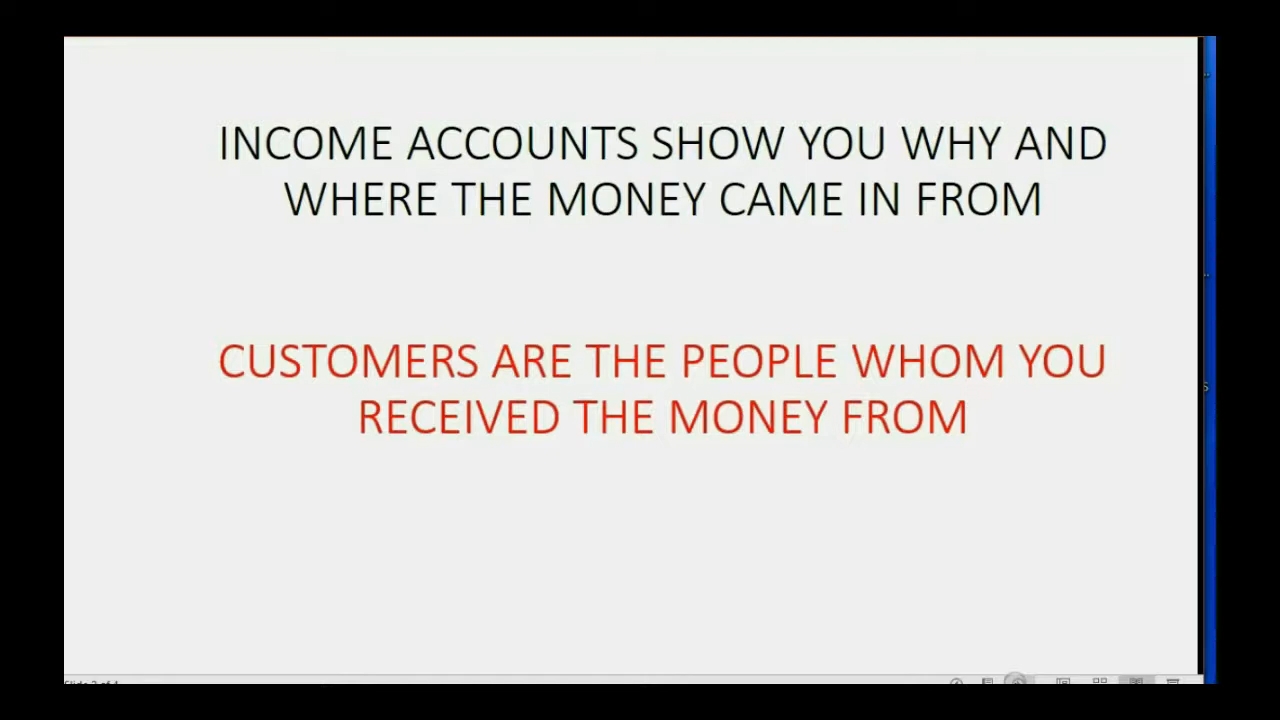 INCOME ACCOUNTS SHOW YOU WHY AND
WHERE THE MONEY CAME IN FROM
CUSTOMERS ARE THE PEOPLE WHOM YOU
RECEIVED THE MONEY FROM